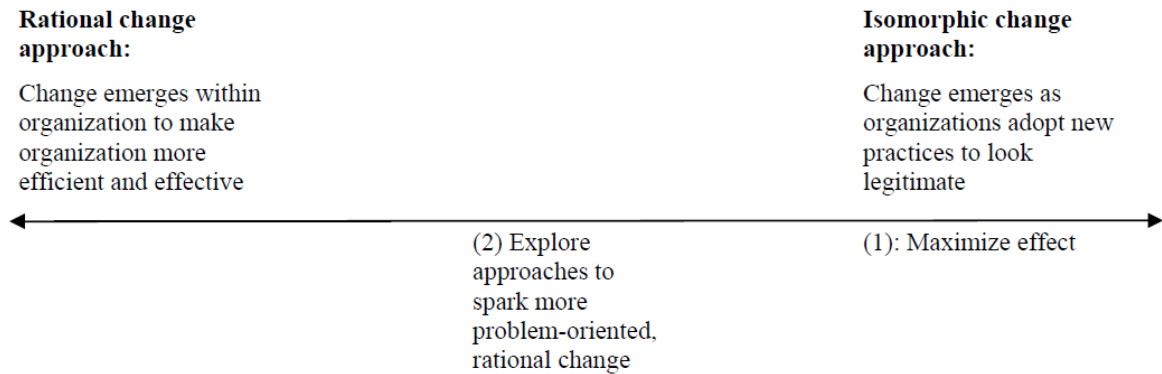 Rational change
approach:
Change emerges within
organization to make
organization more
efficient and effective
Isomorphic change
approach:
Change emerges as
organizations adopt new
practices to look
legitimate
(2) Explore
approaches to
spark more
problem-oriented,
rational change
(1): Maximize effect